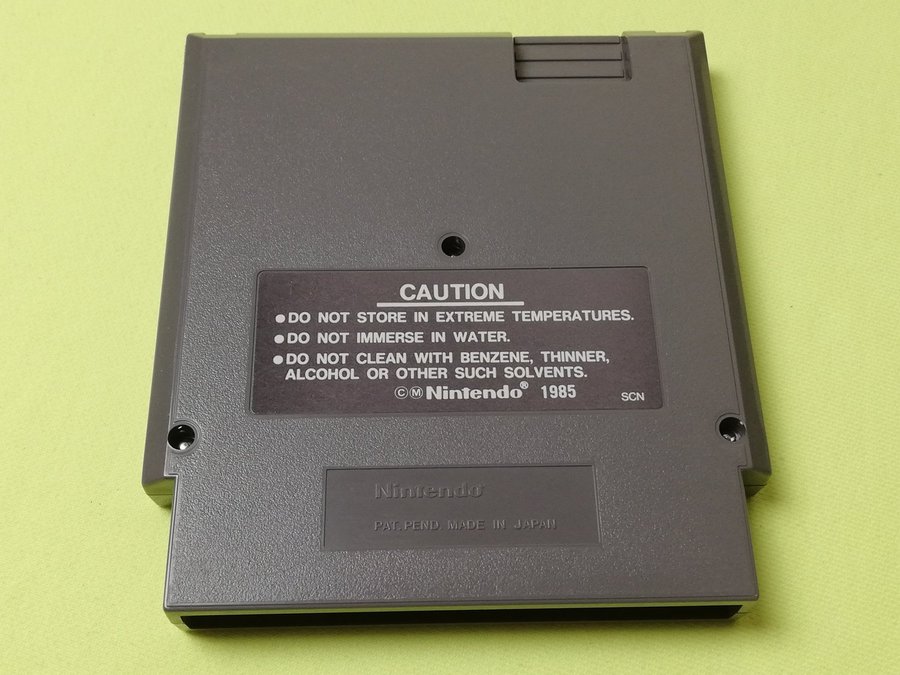 CAUTION
●DO NOT STORE IN EXTREME TEMPERATURES.
●DO NOT IMMERSE IN WATER.
●DO NOT CLEAN WITH BENZENE, THINNER,
ALCOHOL OR OTHER SUCH SOLVENTS.
ⒸⓂ Nintendo® 1985 SCN
Nintendo®
PAT. PEND. MADE IN JAPAN